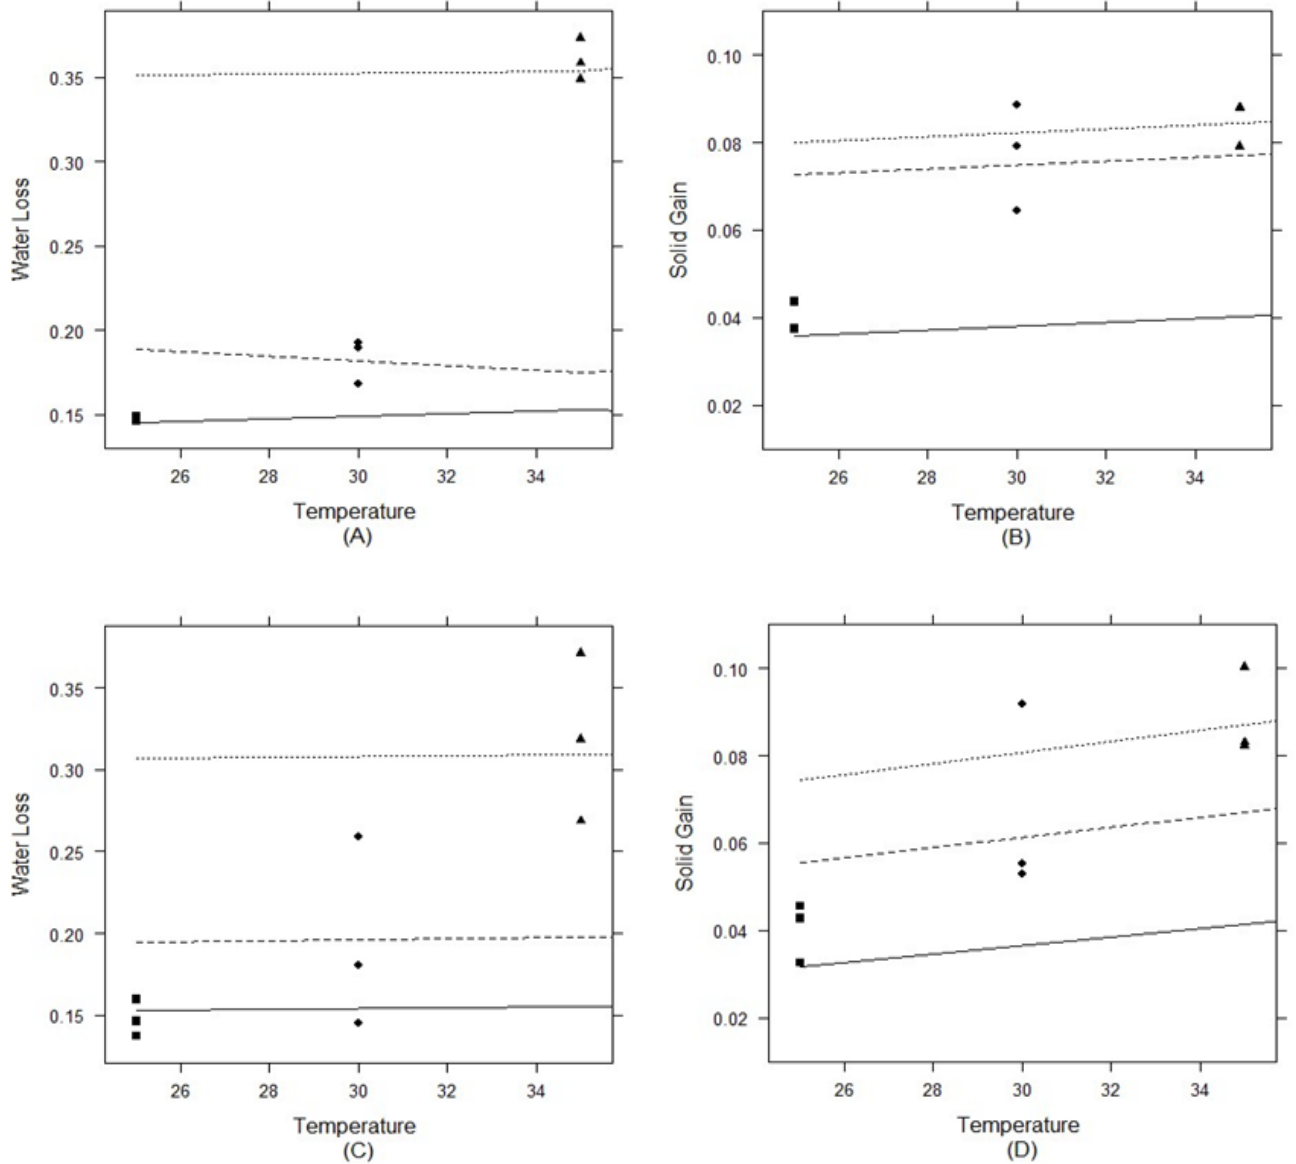 0.35
0.30
0.25
0.20
0.15
Water Loss
26 28 30 32 34
Temperature
(A)
0.10
0.08
0.06
0.04
0.02
Solid Gain
26 28 30 32 34
Temperature
(B)
0.35
0.30
0.25
0.20
0.15
Water Loss
26 28 30 32 34
Temperature
(C)
0.10
0.08
0.06
0.04
0.02
Solid Gain
26 28 30 32 34
Temperature
(D)